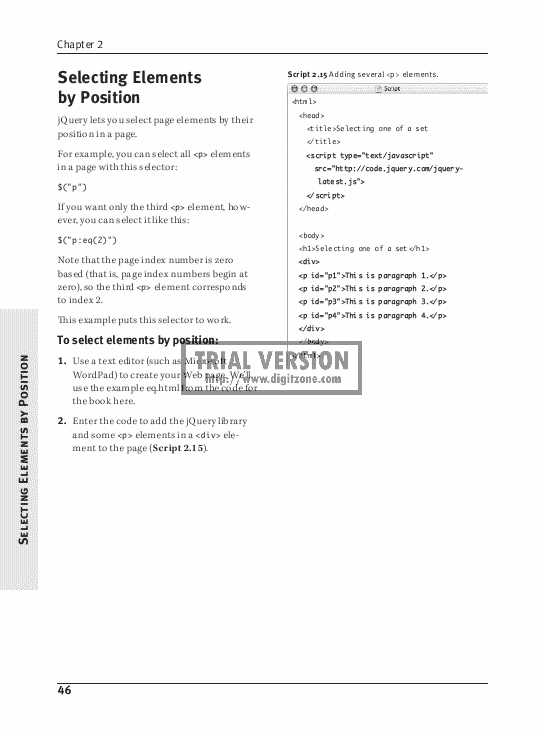 Chapter 2
Selecting Elements
by Position
jQuery lets you select page elements by their
position in a page.
For example, you can select all <p> elements
in a page with this selector:
$("p")
If you want only the third <p> element, how-
ever, you can select it like this:
$("p:eq(2)")
Note that the page index number is zero
based (that is, page index numbers begin at
zero), so the third <p> element corresponds
to index 2.
This example puts this selector to work.
To select elements by position:
1. Use a text editor (such as Microsoft
WordPad) to create your Web page. We'll
use the example eq.html from the code for
the book here.
2. Enter the code to add the jQuery library
and some <p> elements in a <div> ele-
ment to the page (Script 2.15).
Script 2.15 Adding several <p> elements.
Script
<html>
<head>
<title>Selecting one of a set
</title>
<script type="text/javascript"
src="http://code.jquery.com/jquery-
latest.js">
</script>
</head>
<body>
<h1>Selecting one of a set</h1>
<div>
<p id="p1">This is paragraph 1.</p>
<p id="p2">This is paragraph 2.</p>
<p id="p3">This is paragraph 3.</p>
<p id="p4">This is paragraph 4.</p>
</div>
</body>
</html>
TRIAL VERSION
http://www.digitzone.com
Selecting Elements by Position
46